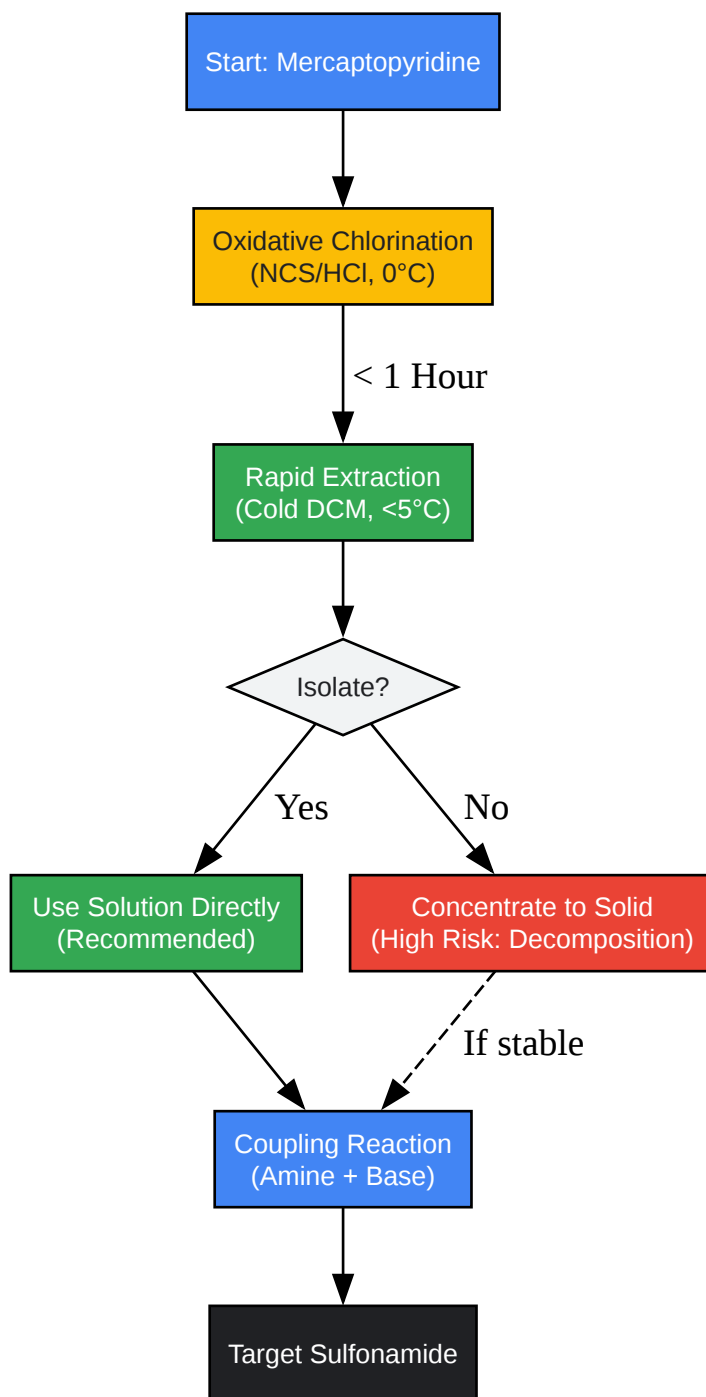 Start: Mercaptopyridine
Oxidative Chlorination
(NCS/HCl, 0°C)
< 1 Hour
Rapid Extraction
(Cold DCM, <5°C)
Isolate?
Yes
No
Use Solution Directly
(Recommended)
Concentrate to Solid
(High Risk: Decomposition)
If stable
Coupling Reaction
(Amine + Base)
Target Sulfonamide